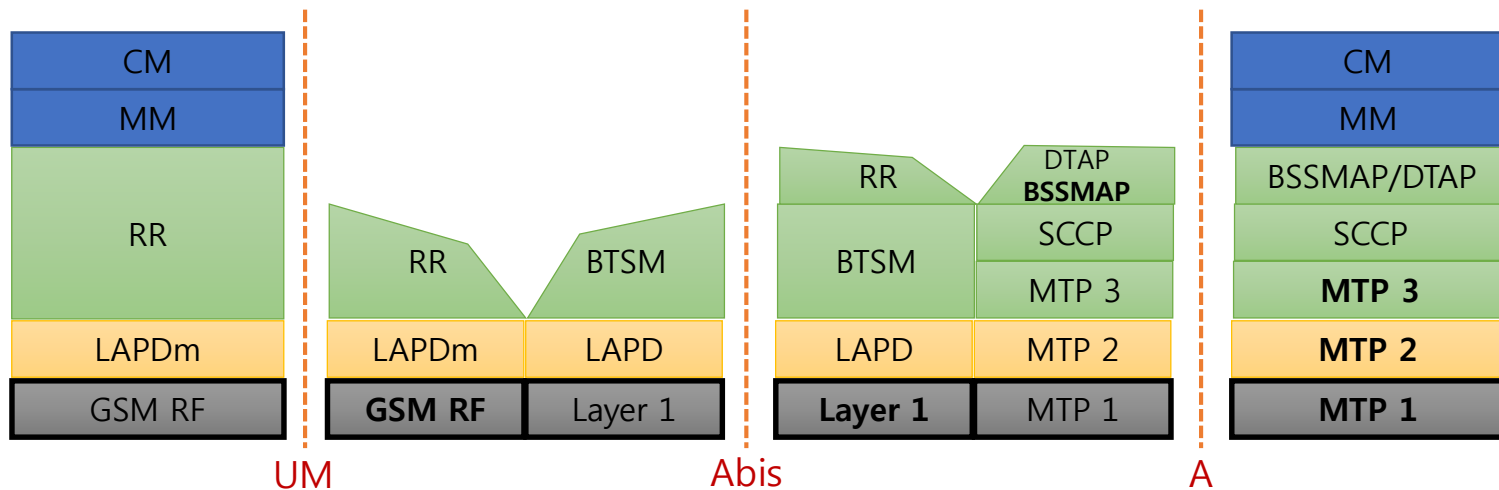 CM
MM
RR
LAPDm
GSM RF
RR
BTSM
LAPDm
LAPD
GSM RF
Layer 1
RR
DTAP
BSSMAP
BTSM
SCCP
MTP 3
LAPD
MTP 2
Layer 1
MTP 1
CM
MM
BSSMAP/DTAP
SCCP
MTP 3
MTP 2
MTP 1
UM
Abis
A